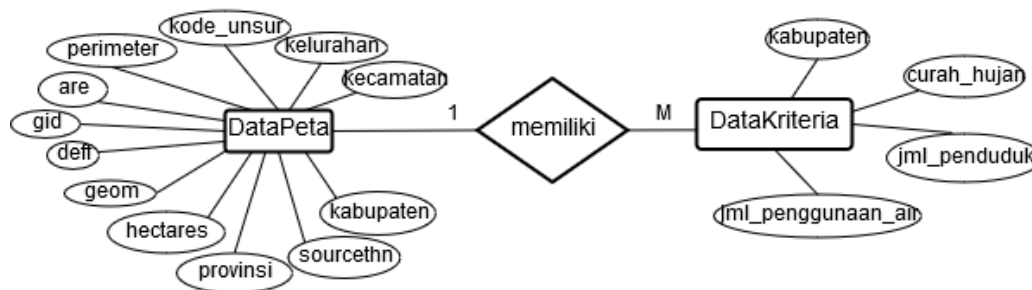 kode_unsur
perimeter
kelurahan
kecamatan
are
gid
deff
geom
hectares
provinsi
sourcethn
kabupaten
DataPeta
1
memiliki
M
DataKriteria
kabupaten
curah_hujan
jml_penduduk
jml_penggunaan_air